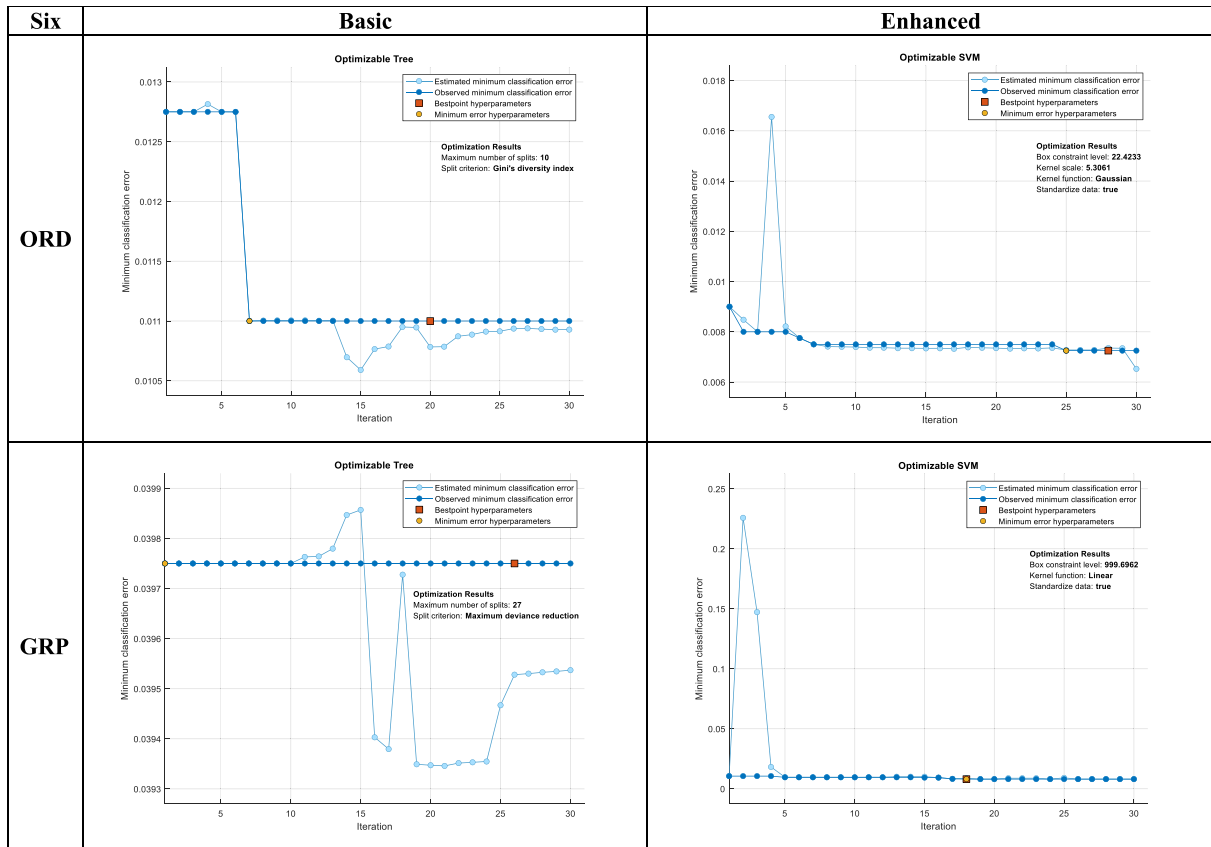 Six Basic Enhanced
ORD
Optimizable Tree
Estimated minimum classification error
Observed minimum classification error
Bestpoint hyperparameters
Minimum error hyperparameters
Optimization Results
Maximum number of splits: 10
Split criterion: Gini's diversity index
Minimum classification error
0.013
0.0125
0.012
0.0115
0.011
0.0105
5 10 15 20 25 30
Iteration
Optimizable SVM
Estimated minimum classification error
Observed minimum classification error
Bestpoint hyperparameters
Minimum error hyperparameters
Optimization Results
Box constraint level: 22.4233
Kernel scale: 5.3061
Kernel function: Gaussian
Standardize data: true
Minimum classification error
0.018
0.016
0.014
0.012
0.01
0.008
0.006
5 10 15 20 25 30
Iteration
GRP
Optimizable Tree
Estimated minimum classification error
Observed minimum classification error
Bestpoint hyperparameters
Minimum error hyperparameters
Optimization Results
Maximum number of splits: 27
Split criterion: Maximum deviance reduction
Minimum classification error
0.0399
0.0398
0.0397
0.0396
0.0395
0.0394
0.0393
5 10 15 20 25 30
Iteration
Optimizable SVM
Estimated minimum classification error
Observed minimum classification error
Bestpoint hyperparameters
Minimum error hyperparameters
Optimization Results
Box constraint level: 999.6962
Kernel function: Linear
Standardize data: true
Minimum classification error
0.25
0.2
0.15
0.1
0.05
0
5 10 15 20 25 30
Iteration